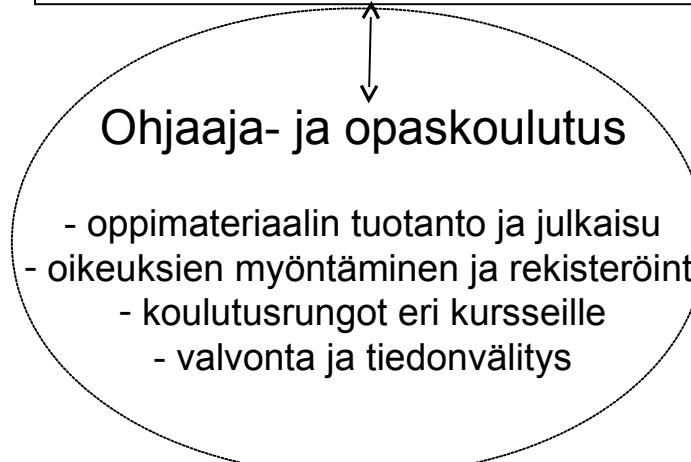 Ohjaaja- ja opaskoulutus
- oppimateriaalin tuotanto ja julkaisu
- oikeuksien myöntäminen ja rekisteröint
- koulutusrungot eri kursseille
- valvonta ja tiedonvälitys